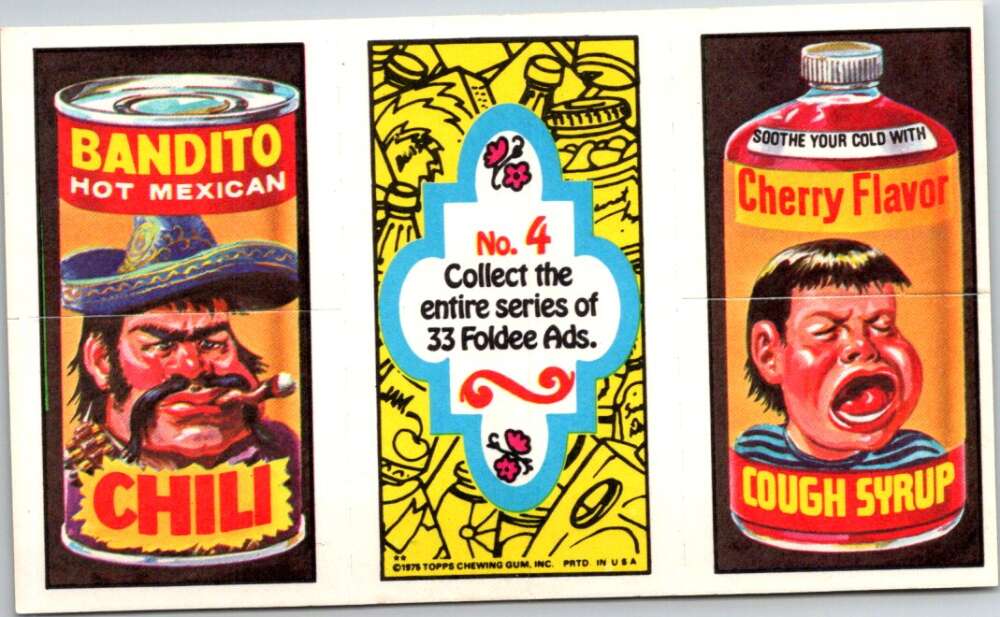 BANDITO
HOT MEXICAN
CHILI
No. 4
Collect the
entire series of
33 Foldee Ads.
**
©1975 TOPPS CHEWING GUM, INC. PRTD. IN U S A
SOOTHE YOUR COLD WITH
Cherry Flavor
COUGH SYRUP